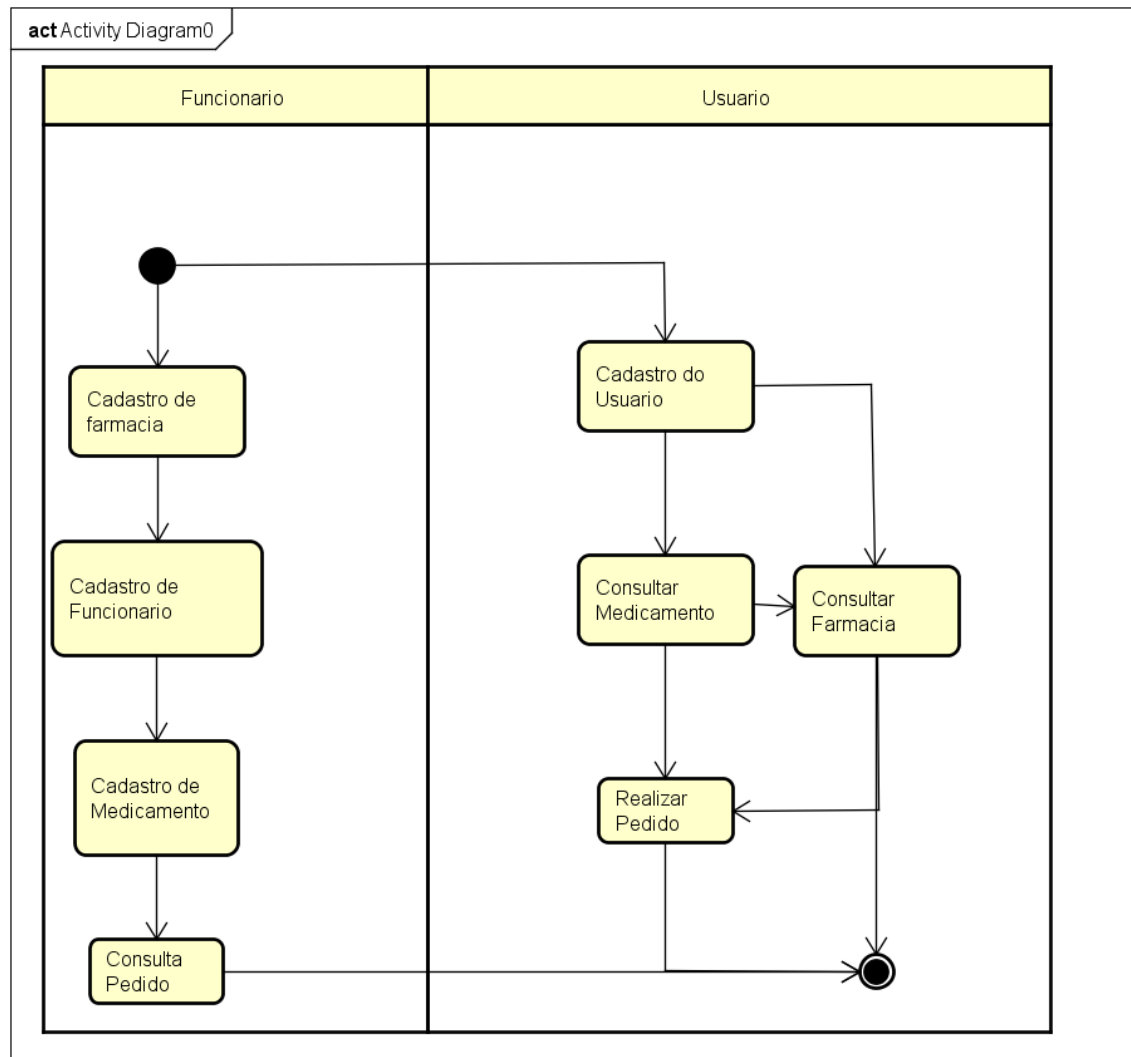 act Activity Diagram0
Funcionario
Usuario
Cadastro de
farmacia
Cadastro de
Funcionario
Cadastro de
Medicamento
Consulta
Pedido
Cadastro do
Usuario
Consultar
Medicamento
Consultar
Farmacia
Realizar
Pedido